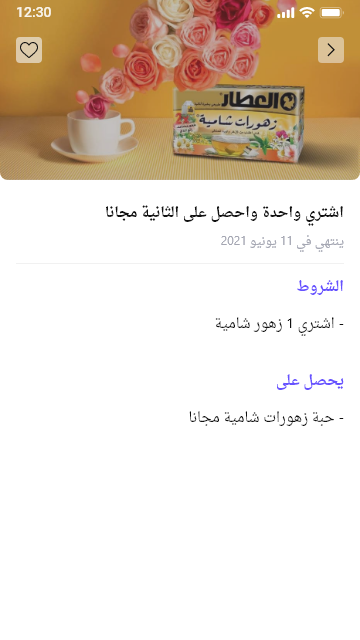 12:30
العطار
زهورات شامية
اشتري واحدة واحصل على الثانية مجانا
ينتهي في 11 يونيو 2021
الشروط
- اشتري 1 زهور شامية
يحصل على
- حبة زهورات شامية مجانا